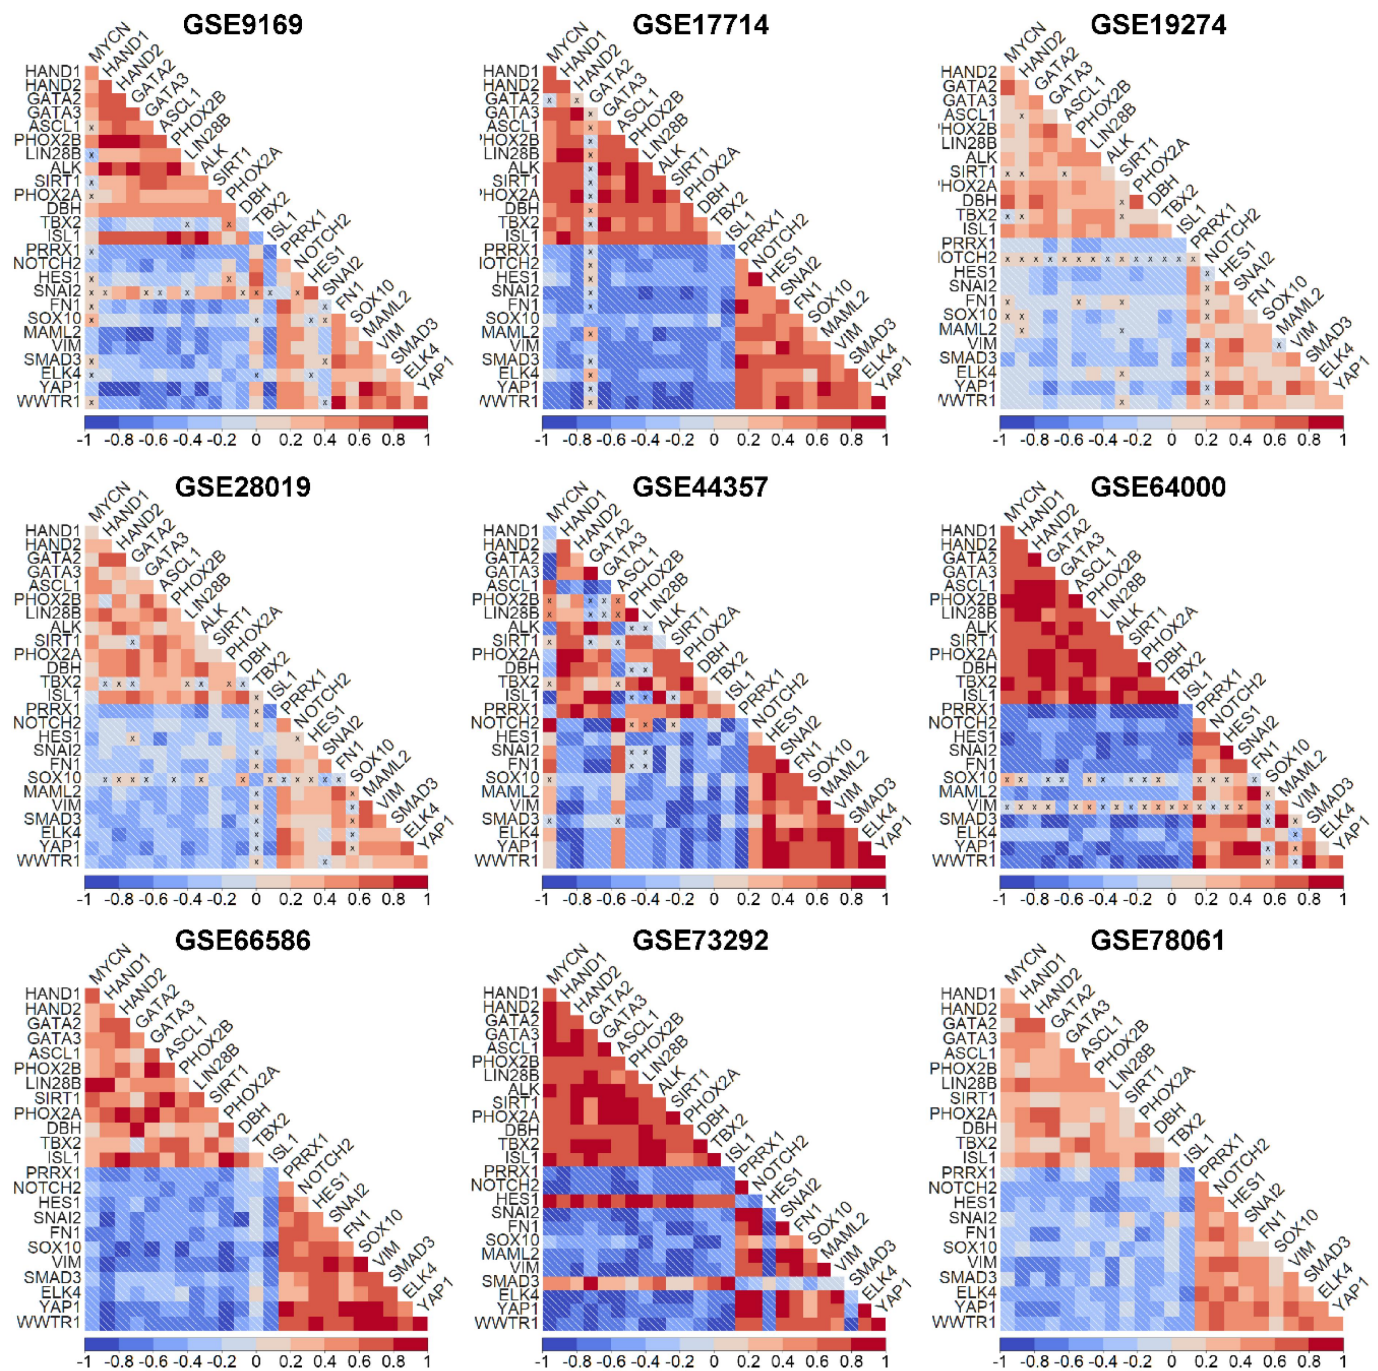 GSE9169
MYCN
HAND1 HAND1
HAND2 HAND2
GATA2 GATA2
GATA3 GATA3
ASCL1 ASCL1
PHOX2B PHOX2B
LIN28B LIN28B
ALK ALK
SIRT1 SIRT1
PHOX2A PHOX2A
DBH DBH
TBX2 TBX2
ISL1 ISL1
PRRX1 PRRX1
NOTCH2 NOTCH2
HES1 HES1
SNAI2 SNAI2
FN1 FN1
SOX10 SOX10
MAML2 MAML2
VIM VIM
SMAD3 SMAD3
ELK4 ELK4
YAP1 YAP1
WWTR1
-1 -0.8 -0.6 -0.4 -0.2 0 0.2 0.4 0.6 0.8 1
GSE17714
MYCN
HAND1 HAND1
HAND2 HAND2
GATA2 GATA2
GATA3 GATA3
ASCL1 ASCL1
HOX2B PHOX2B
LIN28B LIN28B
ALK ALK
SIRT1 SIRT1
HOX2A PHOX2A
DBH DBH
TBX2 TBX2
ISL1 ISL1
PRRX1 PRRX1
OTCH2 NOTCH2
HES1 HES1
SNAI2 SNAI2
FN1 FN1
SOX10 SOX10
MAML2 MAML2
VIM VIM
SMAD3 SMAD3
ELK4 ELK4
YAP1 YAP1
WWTR1
-1 -0.8 -0.6 -0.4 -0.2 0 0.2 0.4 0.6 0.8 1
GSE19274
MYCN
HAND2 HAND2
GATA2 GATA2
GATA3 GATA3
ASCL1 ASCL1
HOX2B PHOX2B
LIN28B LIN28B
ALK ALK
SIRT1 SIRT1
HOX2A PHOX2A
DBH DBH
TBX2 TBX2
ISL1 ISL1
PRRX1 PRRX1
OTCH2 NOTCH2
HES1 HES1
SNAI2 SNAI2
FN1 FN1
SOX10 SOX10
MAML2 MAML2
VIM VIM
SMAD3 SMAD3
ELK4 ELK4
YAP1 YAP1
WWTR1
-1 -0.8 -0.6 -0.4 -0.2 0 0.2 0.4 0.6 0.8 1
GSE28019
MYCN
HAND1 HAND1
HAND2 HAND2
GATA2 GATA2
GATA3 GATA3
ASCL1 ASCL1
PHOX2B PHOX2B
LIN28B LIN28B
ALK ALK
SIRT1 SIRT1
PHOX2A PHOX2A
DBH DBH
TBX2 TBX2
ISL1 ISL1
PRRX1 PRRX1
NOTCH2 NOTCH2
HES1 HES1
SNAI2 SNAI2
FN1 FN1
SOX10 SOX10
MAML2 MAML2
VIM VIM
SMAD3 SMAD3
ELK4 ELK4
YAP1 YAP1
WWTR1
-1 -0.8 -0.6 -0.4 -0.2 0 0.2 0.4 0.6 0.8 1
GSE44357
MYCN
HAND1 HAND1
HAND2 HAND2
GATA2 GATA2
GATA3 GATA3
ASCL1 ASCL1
PHOX2B PHOX2B
LIN28B LIN28B
ALK ALK
SIRT1 SIRT1
PHOX2A PHOX2A
DBH DBH
TBX2 TBX2
ISL1 ISL1
PRRX1 PRRX1
NOTCH2 NOTCH2
HES1 HES1
SNAI2 SNAI2
FN1 FN1
SOX10 SOX10
MAML2 MAML2
VIM VIM
SMAD3 SMAD3
ELK4 ELK4
YAP1 YAP1
WWTR1
-1 -0.8 -0.6 -0.4 -0.2 0 0.2 0.4 0.6 0.8 1
GSE64000
MYCN
HAND1 HAND1
HAND2 HAND2
GATA2 GATA2
GATA3 GATA3
ASCL1 ASCL1
PHOX2B PHOX2B
LIN28B LIN28B
ALK ALK
SIRT1 SIRT1
PHOX2A PHOX2A
DBH DBH
TBX2 TBX2
ISL1 ISL1
PRRX1 PRRX1
NOTCH2 NOTCH2
HES1 HES1
SNAI2 SNAI2
FN1 FN1
SOX10 SOX10
MAML2 MAML2
VIM VIM
SMAD3 SMAD3
ELK4 ELK4
YAP1 YAP1
WWTR1
-1 -0.8 -0.6 -0.4 -0.2 0 0.2 0.4 0.6 0.8 1
GSE66586
MYCN
HAND1 HAND1
HAND2 HAND2
GATA2 GATA2
GATA3 GATA3
ASCL1 ASCL1
PHOX2B PHOX2B
LIN28B LIN28B
SIRT1 SIRT1
PHOX2A PHOX2A
DBH DBH
TBX2 TBX2
ISL1 ISL1
PRRX1 PRRX1
NOTCH2 NOTCH2
HES1 HES1
SNAI2 SNAI2
FN1 FN1
SOX10 SOX10
VIM VIM
SMAD3 SMAD3
ELK4 ELK4
YAP1 YAP1
WWTR1
-1 -0.8 -0.6 -0.4 -0.2 0 0.2 0.4 0.6 0.8 1
GSE73292
MYCN
HAND1 HAND1
HAND2 HAND2
GATA2 GATA2
GATA3 GATA3
ASCL1 ASCL1
PHOX2B PHOX2B
LIN28B LIN28B
ALK ALK
SIRT1 SIRT1
PHOX2A PHOX2A
DBH DBH
TBX2 TBX2
ISL1 ISL1
PRRX1 PRRX1
NOTCH2 NOTCH2
HES1 HES1
SNAI2 SNAI2
FN1 FN1
SOX10 SOX10
MAML2 MAML2
VIM VIM
SMAD3 SMAD3
ELK4 ELK4
YAP1 YAP1
WWTR1
-1 -0.8 -0.6 -0.4 -0.2 0 0.2 0.4 0.6 0.8 1
GSE78061
MYCN
HAND1 HAND1
HAND2 HAND2
GATA2 GATA2
GATA3 GATA3
ASCL1 ASCL1
PHOX2B PHOX2B
LIN28B LIN28B
SIRT1 SIRT1
PHOX2A PHOX2A
DBH DBH
TBX2 TBX2
ISL1 ISL1
PRRX1 PRRX1
NOTCH2 NOTCH2
HES1 HES1
SNAI2 SNAI2
FN1 FN1
SOX10 SOX10
VIM VIM
SMAD3 SMAD3
ELK4 ELK4
YAP1 YAP1
WWTR1
-1 -0.8 -0.6 -0.4 -0.2 0 0.2 0.4 0.6 0.8 1